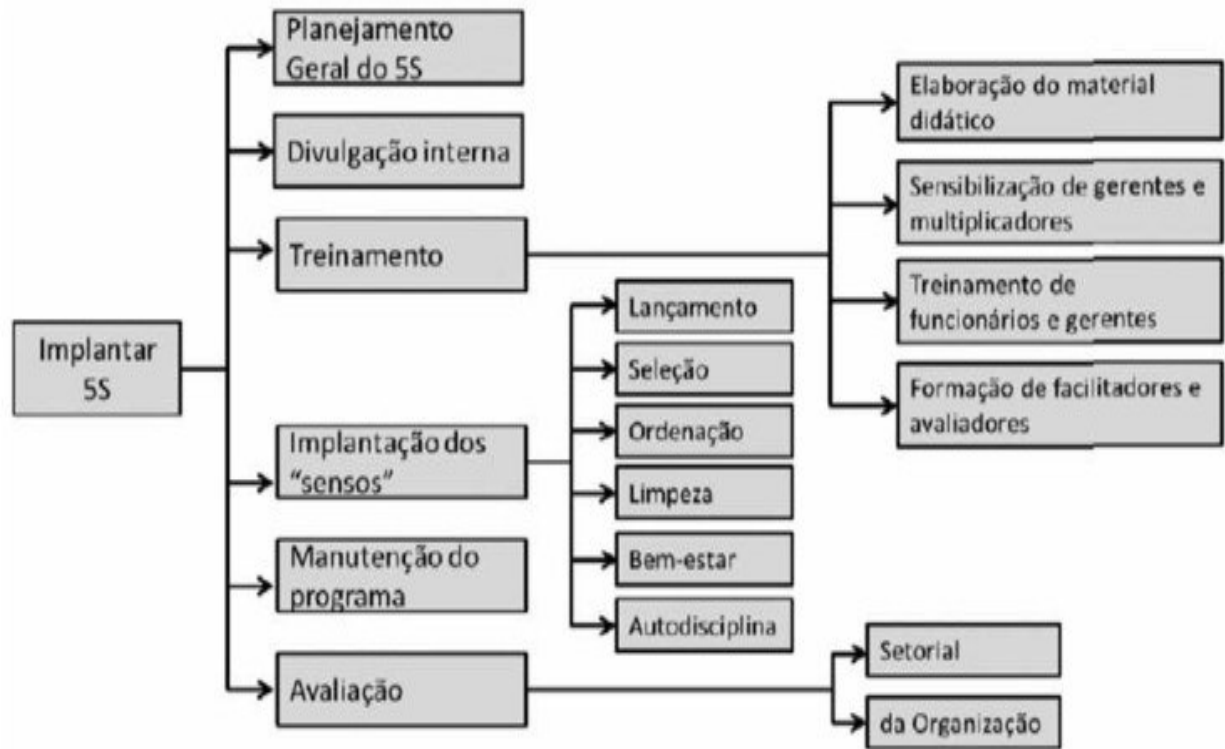 Implantar
5S
Planejamento
Geral do 5S
Divulgação interna
Treinamento
Implantação dos
“sensos”
Manutenção do
programa
Avaliação
Elaboração do material
didático
Sensibilização de gerentes e
multiplicadores
Treinamento de
funcionários e gerentes
Formação de facilitadores e
avaliadores
Lançamento
Seleção
Ordenação
Limpeza
Bem-estar
Autodisciplina
Setorial
da Organização